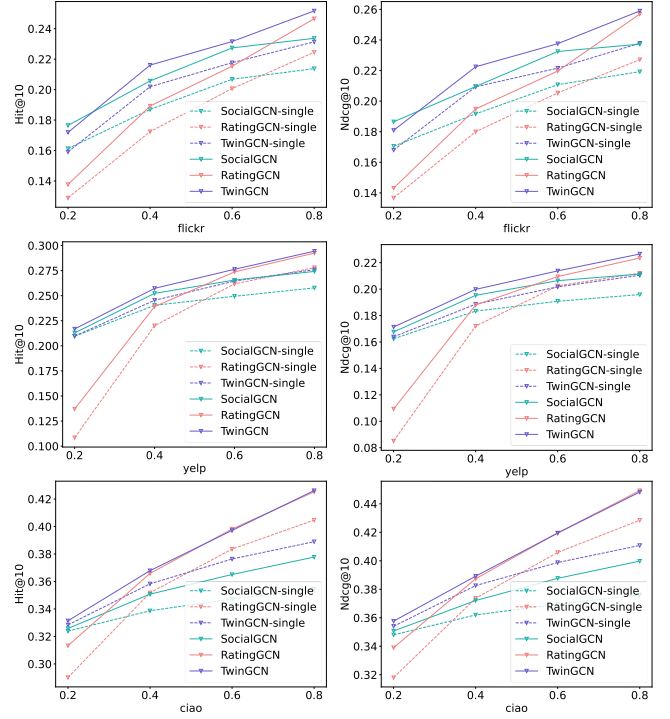 Hit@10
0.24
0.22
0.20
0.18
0.16
0.14
0.2 0.4 0.6 0.8
flickr
SocialGCN-single
RatingGCN-single
TwinGCN-single
SocialGCN
RatingGCN
TwinGCN
Ndcg@10
0.26
0.24
0.22
0.20
0.18
0.16
0.14
0.2 0.4 0.6 0.8
flickr
SocialGCN-single
RatingGCN-single
TwinGCN-single
SocialGCN
RatingGCN
TwinGCN
Hit@10
0.300
0.275
0.250
0.225
0.200
0.175
0.150
0.125
0.100
0.2 0.4 0.6 0.8
yelp
SocialGCN-single
RatingGCN-single
TwinGCN-single
SocialGCN
RatingGCN
TwinGCN
Ndcg@10
0.22
0.20
0.18
0.16
0.14
0.12
0.10
0.08
0.2 0.4 0.6 0.8
yelp
SocialGCN-single
RatingGCN-single
TwinGCN-single
SocialGCN
RatingGCN
TwinGCN
Hit@10
0.42
0.40
0.38
0.36
0.34
0.32
0.30
0.2 0.4 0.6 0.8
ciao
SocialGCN-single
RatingGCN-single
TwinGCN-single
SocialGCN
RatingGCN
TwinGCN
Ndcg@10
0.44
0.42
0.40
0.38
0.36
0.34
0.32
0.2 0.4 0.6 0.8
ciao
SocialGCN-single
RatingGCN-single
TwinGCN-single
SocialGCN
RatingGCN
TwinGCN